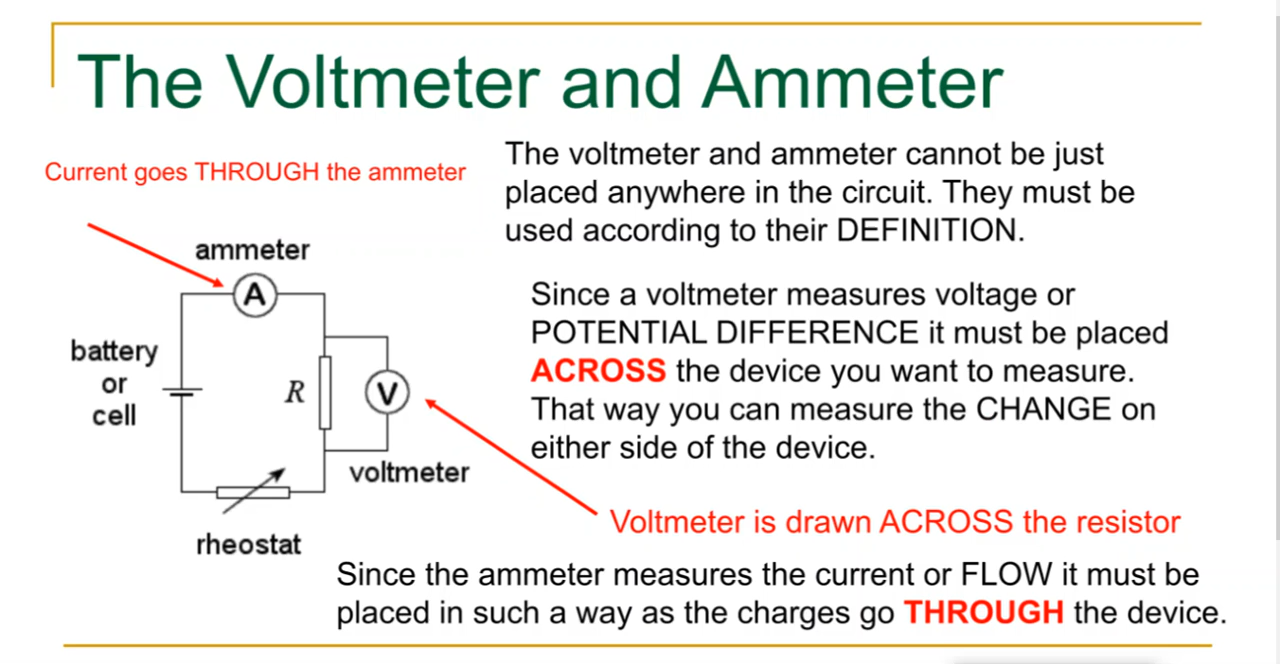 The Voltmeter and Ammeter
Current goes THROUGH the ammeter
The voltmeter and ammeter cannot be just
placed anywhere in the circuit. They must be
used according to their DEFINITION.
ammeter
A
battery
or
cell
R
V
voltmeter
rheostat
Since a voltmeter measures voltage or
POTENTIAL DIFFERENCE it must be placed
ACROSS the device you want to measure.
That way you can measure the CHANGE on
either side of the device.
Voltmeter is drawn ACROSS the resistor
Since the ammeter measures the current or FLOW it must be
placed in such a way as the charges go THROUGH the device.